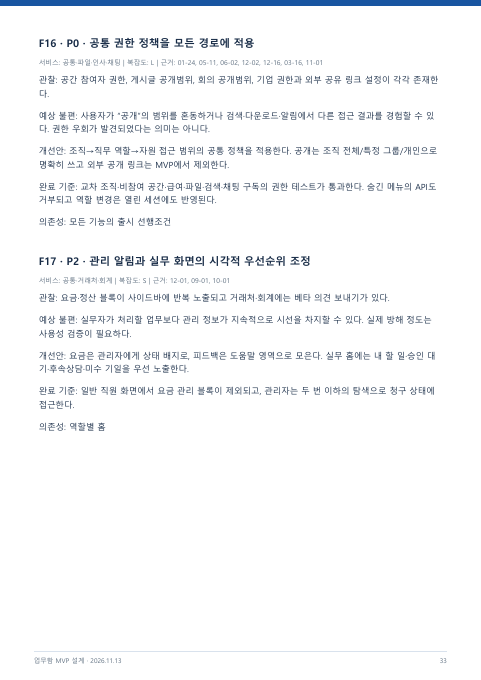 F16 · P0 · 공통 권한 정책을 모든 경로에 적용
서비스: 공통·파일·인사·채팅 | 복잡도: L | 근거: 01-24, 05-11, 06-02, 12-02, 12-16, 03-16, 11-01
관찰: 공간 참여자 권한, 게시글 공개범위, 회의 공개범위, 기업 권한과 외부 공유 링크 설정이 각각 존재한
다.
예상 불편: 사용자가 "공개"의 범위를 혼동하거나 검색·다운로드·알림에서 다른 접근 결과를 경험할 수 있
다. 권한 우회가 발견되었다는 의미는 아니다.
개선안: 조직→직무 역할→자원 접근 범위의 공통 정책을 적용한다. 공개는 조직 전체/특정 그룹/개인으로
명확히 쓰고 외부 공개 링크는 MVP에서 제외한다.
완료 기준: 교차 조직·비참여 공간·급여·파일·검색·채팅 구독의 권한 테스트가 통과한다. 숨긴 메뉴의 API도
거부되고 역할 변경은 열린 세션에도 반영된다.
의존성: 모든 기능의 출시 선행조건
F17 · P2 · 관리 알림과 실무 화면의 시각적 우선순위 조정
서비스: 공통·거래처·회계 | 복잡도: S | 근거: 12-01, 09-01, 10-01
관찰: 요금·정산 블록이 사이드바에 반복 노출되고 거래처·회계에는 베타 의견 보내기가 있다.
예상 불편: 실무자가 처리할 업무보다 관리 정보가 지속적으로 시선을 차지할 수 있다. 실제 방해 정도는
사용성 검증이 필요하다.
개선안: 요금은 관리자에게 상태 배지로, 피드백은 도움말 영역으로 모은다. 실무 홈에는 내 할 일·승인 대
기·후속상담·미수 기일을 우선 노출한다.
완료 기준: 일반 직원 화면에서 요금 관리 블록이 제외되고, 관리자는 두 번 이하의 탐색으로 청구 상태에
접근한다.
의존성: 역할별 홈
업무함 MVP 설계 · 2026.11.13
33